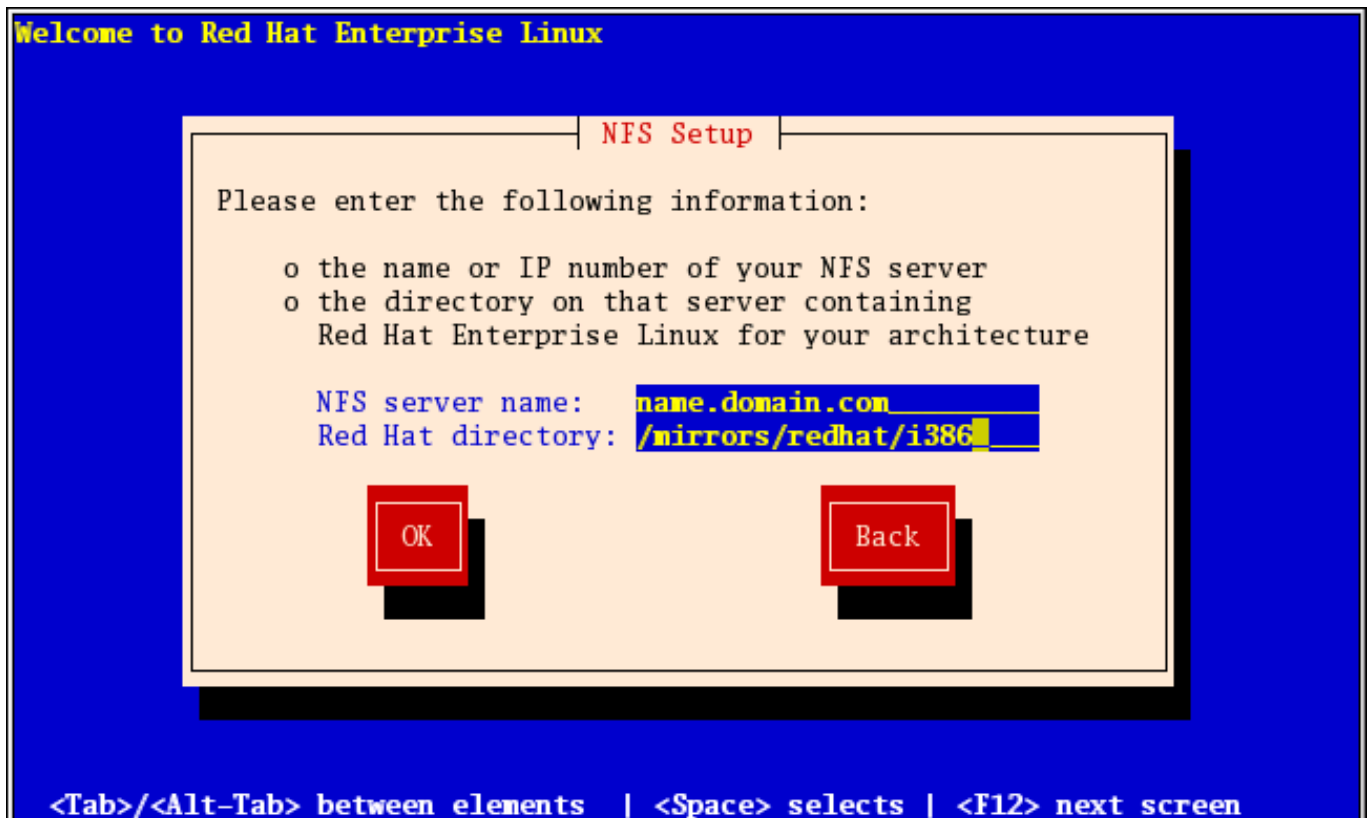 Welcome to Red Hat Enterprise Linux
NFS Setup
Please enter the following information:
o the name or IP number of your NFS server
o the directory on that server containing
Red Hat Enterprise Linux for your architecture
NFS server name: name.domain.com_________
Red Hat directory: /mirrors/redhat/i386____
OK Back
<Tab>/<Alt-Tab> between elements | <Space> selects | <F12> next screen